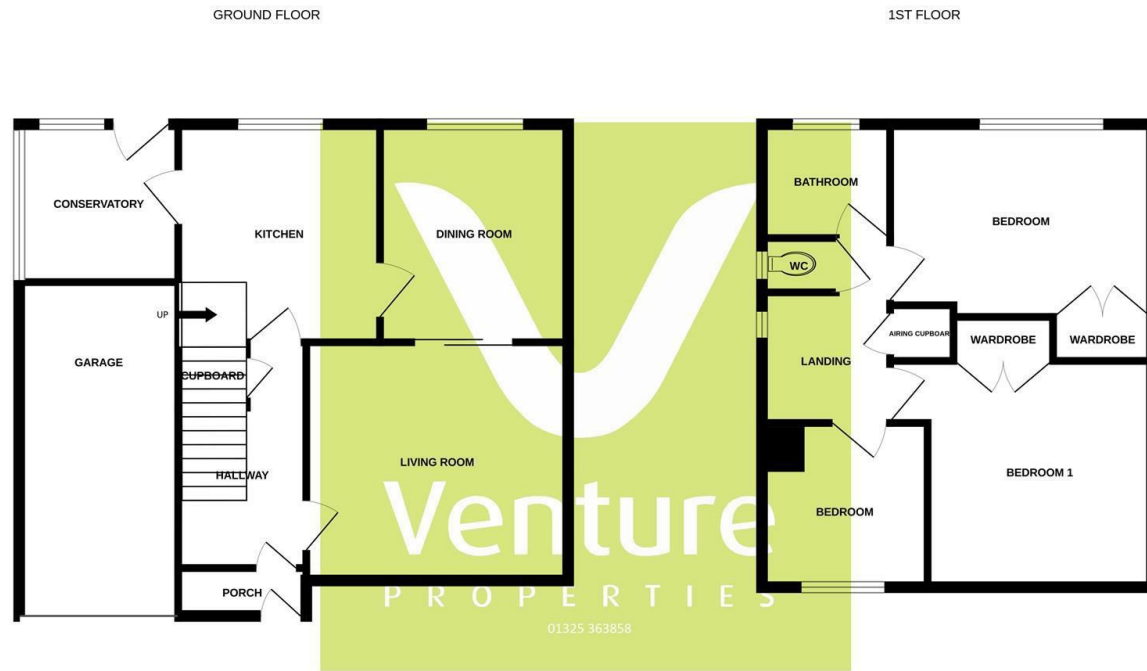 GROUND FLOOR
1ST FLOOR
CONSERVATORY
KITCHEN
DINING ROOM
UP
GARAGE
CUPBOARD
HALLWAY
LIVING ROOM
PORCH
BATHROOM
BEDROOM
WC
AIRING CUPBOARD
WARDROBE
WARDROBE
LANDING
BEDROOM 1
BEDROOM
Venture
PROPERTIES
01325 363858